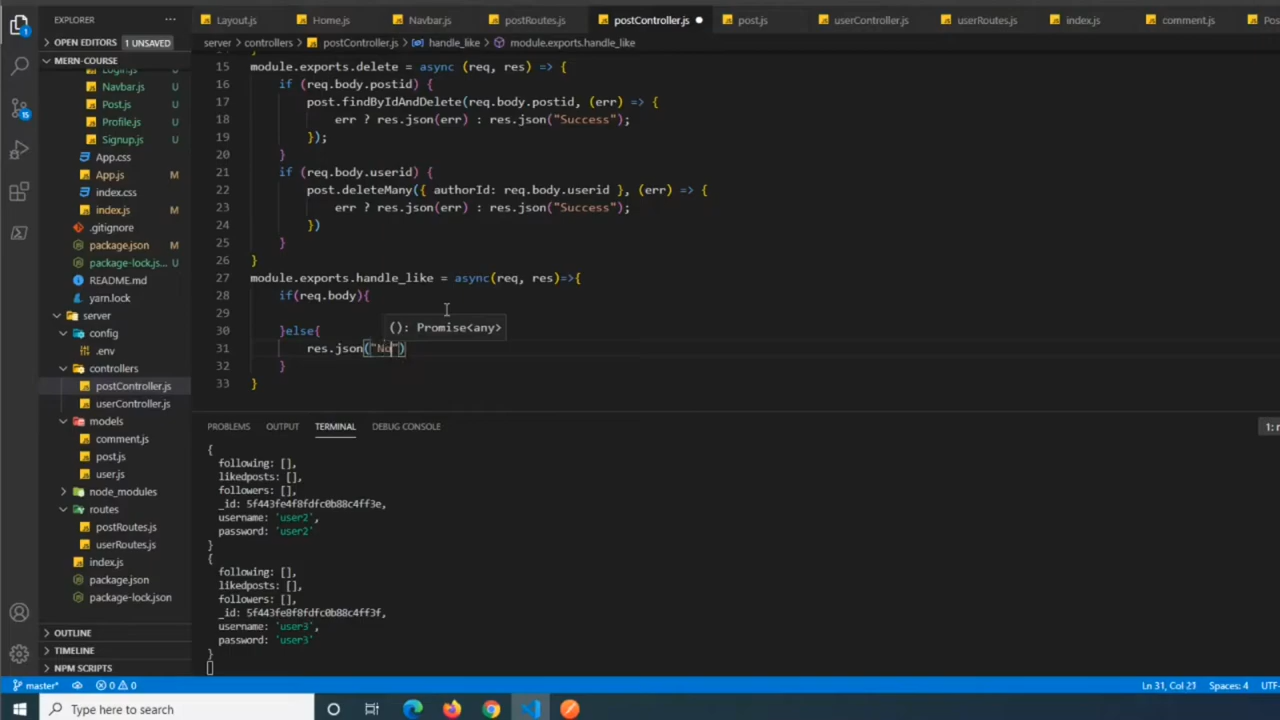 EXPLORER
Layout.js
Home.js
Navbar.js
postRoutes.js
postController.js
post.js
userController.js
userRoutes.js
index.js
comment.js
OPEN EDITORS 1 UNSAVED
server > controllers > postController.js > handle_like > module.exports.handle_like
MERN-COURSE
Navbar.js U
Post.js U
Profile.js U
Signup.js U
App.css
App.js M
index.css
index.js M
.gitignore
package.json M
package-lock.js... U
README.md
yarn.lock
server
config
.env
controllers
postController.js
userController.js
models
comment.js
post.js
user.js
node_modules
routes
postRoutes.js
userRoutes.js
index.js
package.json
package-lock.json
OUTLINE
TIMELINE
NPM SCRIPTS
15 module.exports.delete = async (req, res) => {
16 if (req.body.postid) {
17 post.findByIdAndDelete(req.body.postid, (err) => {
18 err ? res.json(err) : res.json("Success");
19 });
20 }
21 if (req.body.userid) {
22 post.deleteMany({ authorId: req.body.userid }, (err) => {
23 err ? res.json(err) : res.json("Success");
24 })
25 }
26 }
27 module.exports.handle_like = async(req, res)=>{
28 if(req.body){
29
30 }else{
(): Promise<any>
31 res.json("No")
32 }
33 }
PROBLEMS OUTPUT TERMINAL DEBUG CONSOLE
1:
{
following: [],
likedposts: [],
followers: [],
_id: 5f443fe4f8fdfc0b88c4ff3e,
username: 'user2',
password: 'user2'
}
{
following: [],
likedposts: [],
followers: [],
_id: 5f443fe8f8fdfc0b88c4ff3f,
username: 'user3',
password: 'user3'
}
master* 0 0
Ln 31, Col 21 Spaces: 4 UTF-
Type here to search